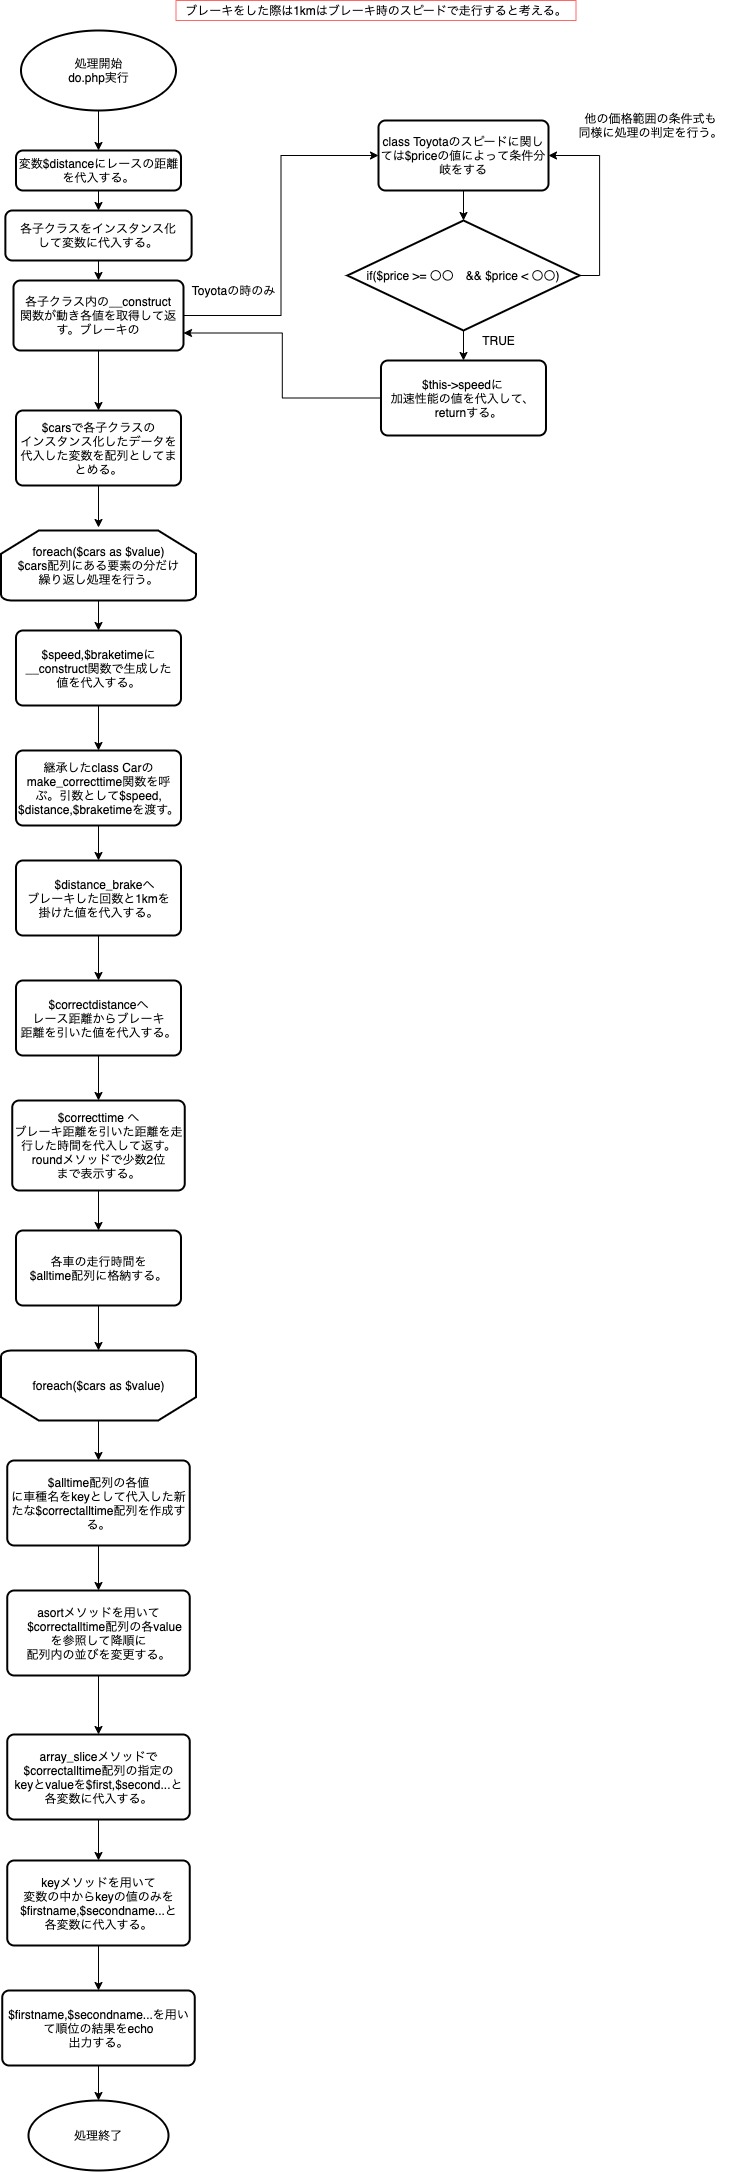 ブレーキをした際は1kmはブレーキ時のスピードで走行すると考える。
処理開始
do.php実行
変数$distanceにレースの距離
を代入する。
各子クラスをインスタンス化
して変数に代入する。
各子クラス内の__construct
関数が動き各値を取得して返
す。ブレーキの
Toyotaの時のみ
class Toyotaのスピードに関し
ては$priceの値によって条件分
岐をする
他の価格範囲の条件式も
同様に処理の判定を行う。
if($price >= 〇〇　&& $price < 〇〇)
TRUE
$this->speedに
加速性能の値を代入して、
returnする。
$carsで各子クラスの
インスタンス化したデータを
代入した変数を配列としてま
とめる。
foreach($cars as $value)
$cars配列にある要素の分だけ
繰り返し処理を行う。
$speed,$braketimeに
__construct関数で生成した
値を代入する。
継承したclass Carの
make_correcttime関数を呼
ぶ。引数として$speed,
$distance,$braketimeを渡す。
$distance_brakeへ
ブレーキした回数と1kmを
掛けた値を代入する。
$correctdistanceへ
レース距離からブレーキ
距離を引いた値を代入する。
$correcttime へ
ブレーキ距離を引いた距離を走
行した時間を代入して返す。
roundメソッドで少数2位
まで表示する。
各車の走行時間を
$alltime配列に格納する。
foreach($cars as $value)
$alltime配列の各値
に車種名をkeyとして代入した新
たな$correctalltime配列を作成す
る。
asortメソッドを用いて
$correctalltime配列の各value
を参照して降順に
配列内の並びを変更する。
array_sliceメソッドで
$correctalltime配列の指定の
keyとvalueを$first,$second...と
各変数に代入する。
keyメソッドを用いて
変数の中からkeyの値のみを
$firstname,$secondname...と
各変数に代入する。
$firstname,$secondname...を用い
て順位の結果をecho
出力する。
処理終了